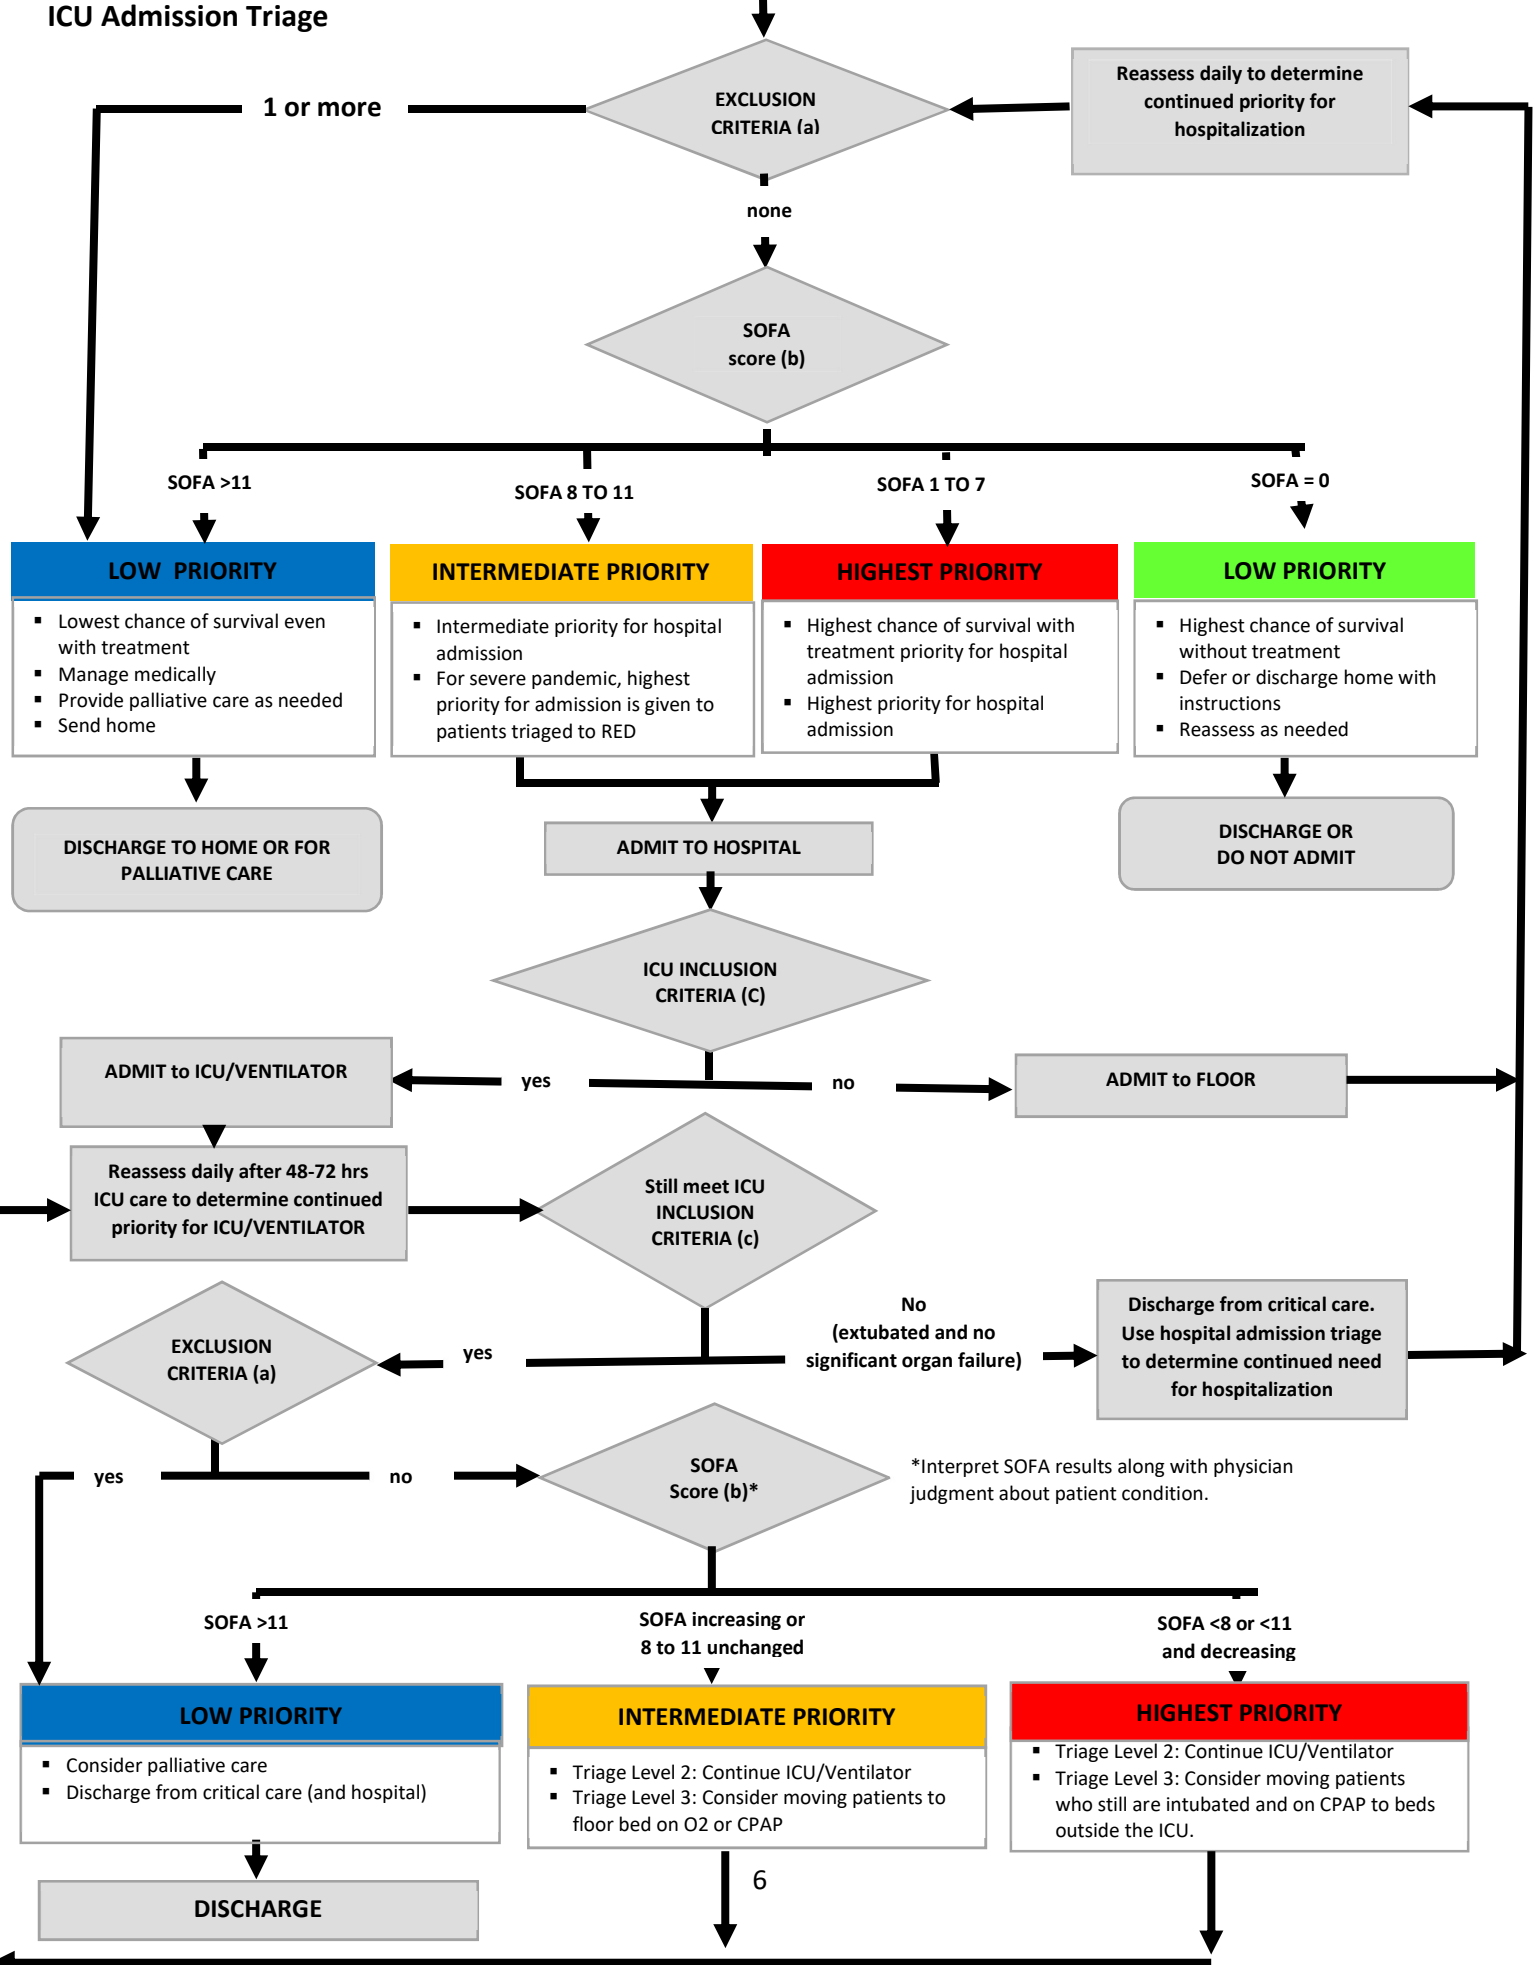 ICU Admission Triage
EXCLUSION
CRITERIA (a)
Reassess daily to determine
continued priority for
hospitalization
1 or more
none
SOFA
score (b)
SOFA >11
SOFA 8 TO 11
SOFA 1 TO 7
SOFA = 0
LOW PRIORITY
▪ Lowest chance of survival even
with treatment
▪ Manage medically
▪ Provide palliative care as needed
▪ Send home
INTERMEDIATE PRIORITY
▪ Intermediate priority for hospital
admission
▪ For severe pandemic, highest
priority for admission is given to
patients triaged to RED
HIGHEST PRIORITY
▪ Highest chance of survival with
treatment priority for hospital
admission
▪ Highest priority for hospital
admission
LOW PRIORITY
▪ Highest chance of survival
without treatment
▪ Defer or discharge home with
instructions
▪ Reassess as needed
DISCHARGE TO HOME OR FOR
PALLIATIVE CARE
ADMIT TO HOSPITAL
DISCHARGE OR
DO NOT ADMIT
ICU INCLUSION
CRITERIA (C)
ADMIT to ICU/VENTILATOR
yes
no
ADMIT to FLOOR
Reassess daily after 48-72 hrs
ICU care to determine continued
priority for ICU/VENTILATOR
Still meet ICU
INCLUSION
CRITERIA (c)
EXCLUSION
CRITERIA (a)
yes
No
(extubated and no
significant organ failure)
Discharge from critical care.
Use hospital admission triage
to determine continued need
for hospitalization
yes
no
SOFA
Score (b)*
*Interpret SOFA results along with physician
judgment about patient condition.
SOFA >11
SOFA increasing or
8 to 11 unchanged
SOFA <8 or <11
and decreasing
LOW PRIORITY
▪ Consider palliative care
▪ Discharge from critical care (and hospital)
INTERMEDIATE PRIORITY
▪ Triage Level 2: Continue ICU/Ventilator
▪ Triage Level 3: Consider moving patients to
floor bed on O2 or CPAP
HIGHEST PRIORITY
▪ Triage Level 2: Continue ICU/Ventilator
▪ Triage Level 3: Consider moving patients
who still are intubated and on CPAP to beds
outside the ICU.
DISCHARGE
6